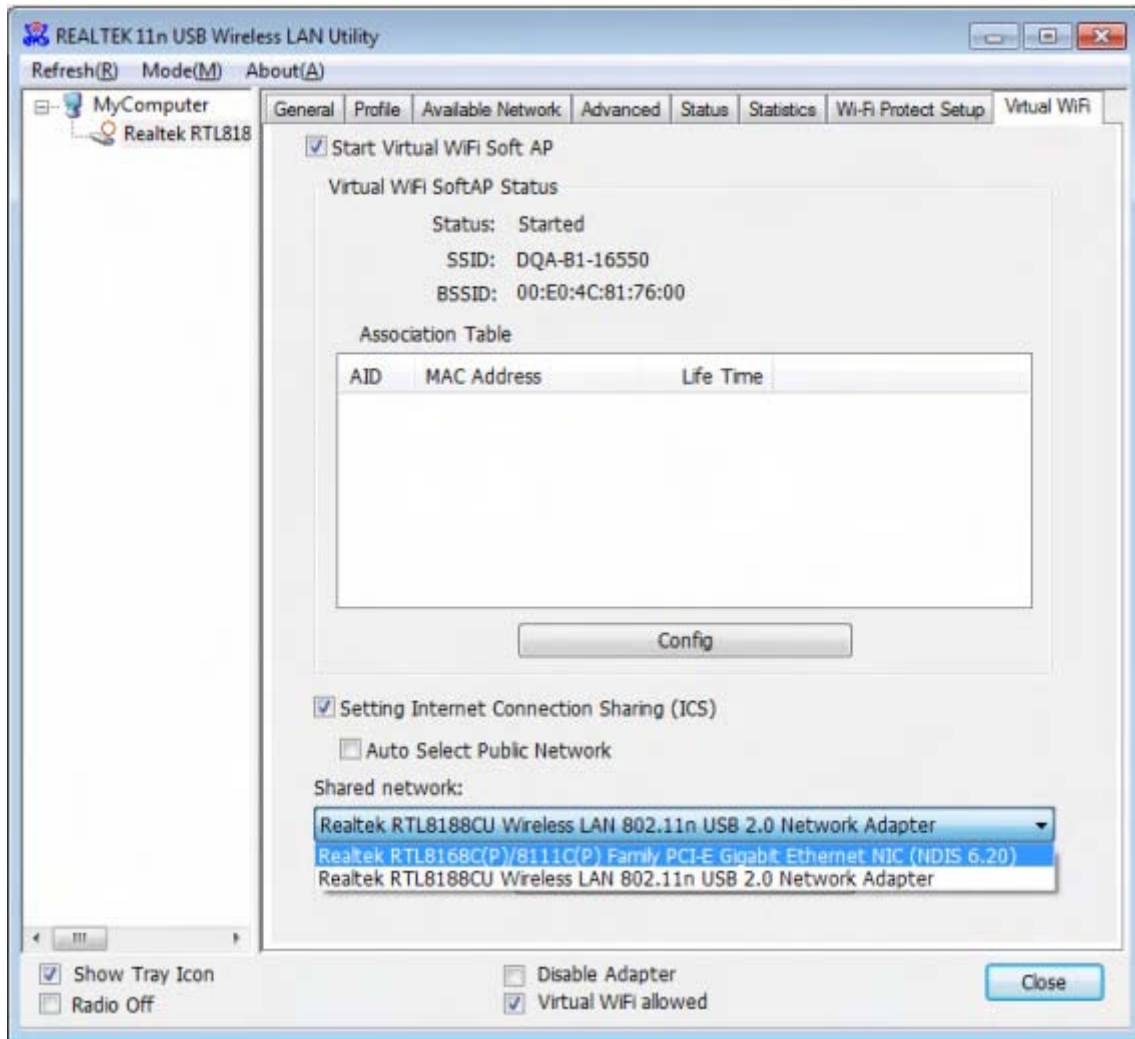 REALTEK 11n USB Wireless LAN Utility
Refresh(R) Mode(M) About(A)
MyComputer
Realtek RTL818
General Profile Available Network Advanced Status Statistics Wi-Fi Protect Setup Virtual WiFi
Start Virtual WiFi Soft AP
Virtual WiFi SoftAP Status
Status: Started
SSID: DQA-B1-16550
BSSID: 00:E0:4C:81:76:00
Association Table
AID MAC Address Life Time
Config
Setting Internet Connection Sharing (ICS)
Auto Select Public Network
Shared network:
Realtek RTL8188CU Wireless LAN 802.11n USB 2.0 Network Adapter
Realtek RTL8168C(P)/8111C(P) Family PCI-E Gigabit Ethernet NIC (NDIS 6.20)
Realtek RTL8188CU Wireless LAN 802.11n USB 2.0 Network Adapter
Show Tray Icon
Radio Off
Disable Adapter
Virtual WiFi allowed
Close